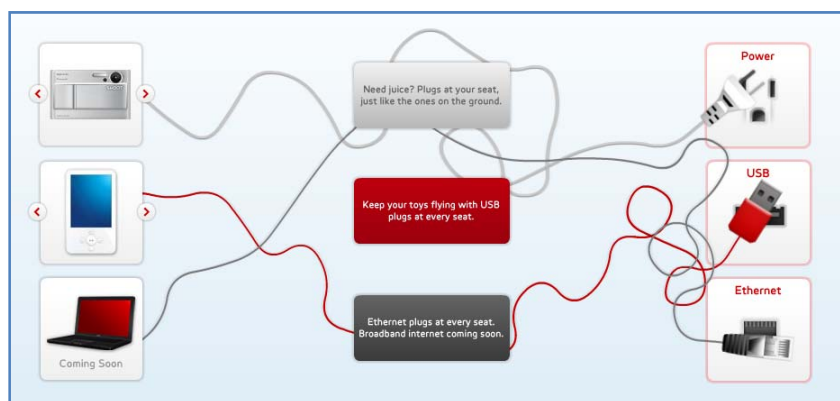 Need juice? Plugs at your seat,
just like the ones on the ground.
Power
Keep your toys flying with USB
plugs at every seat.
USB
Ethernet plugs at every seat.
Broadband internet coming soon.
Ethernet
Coming Soon